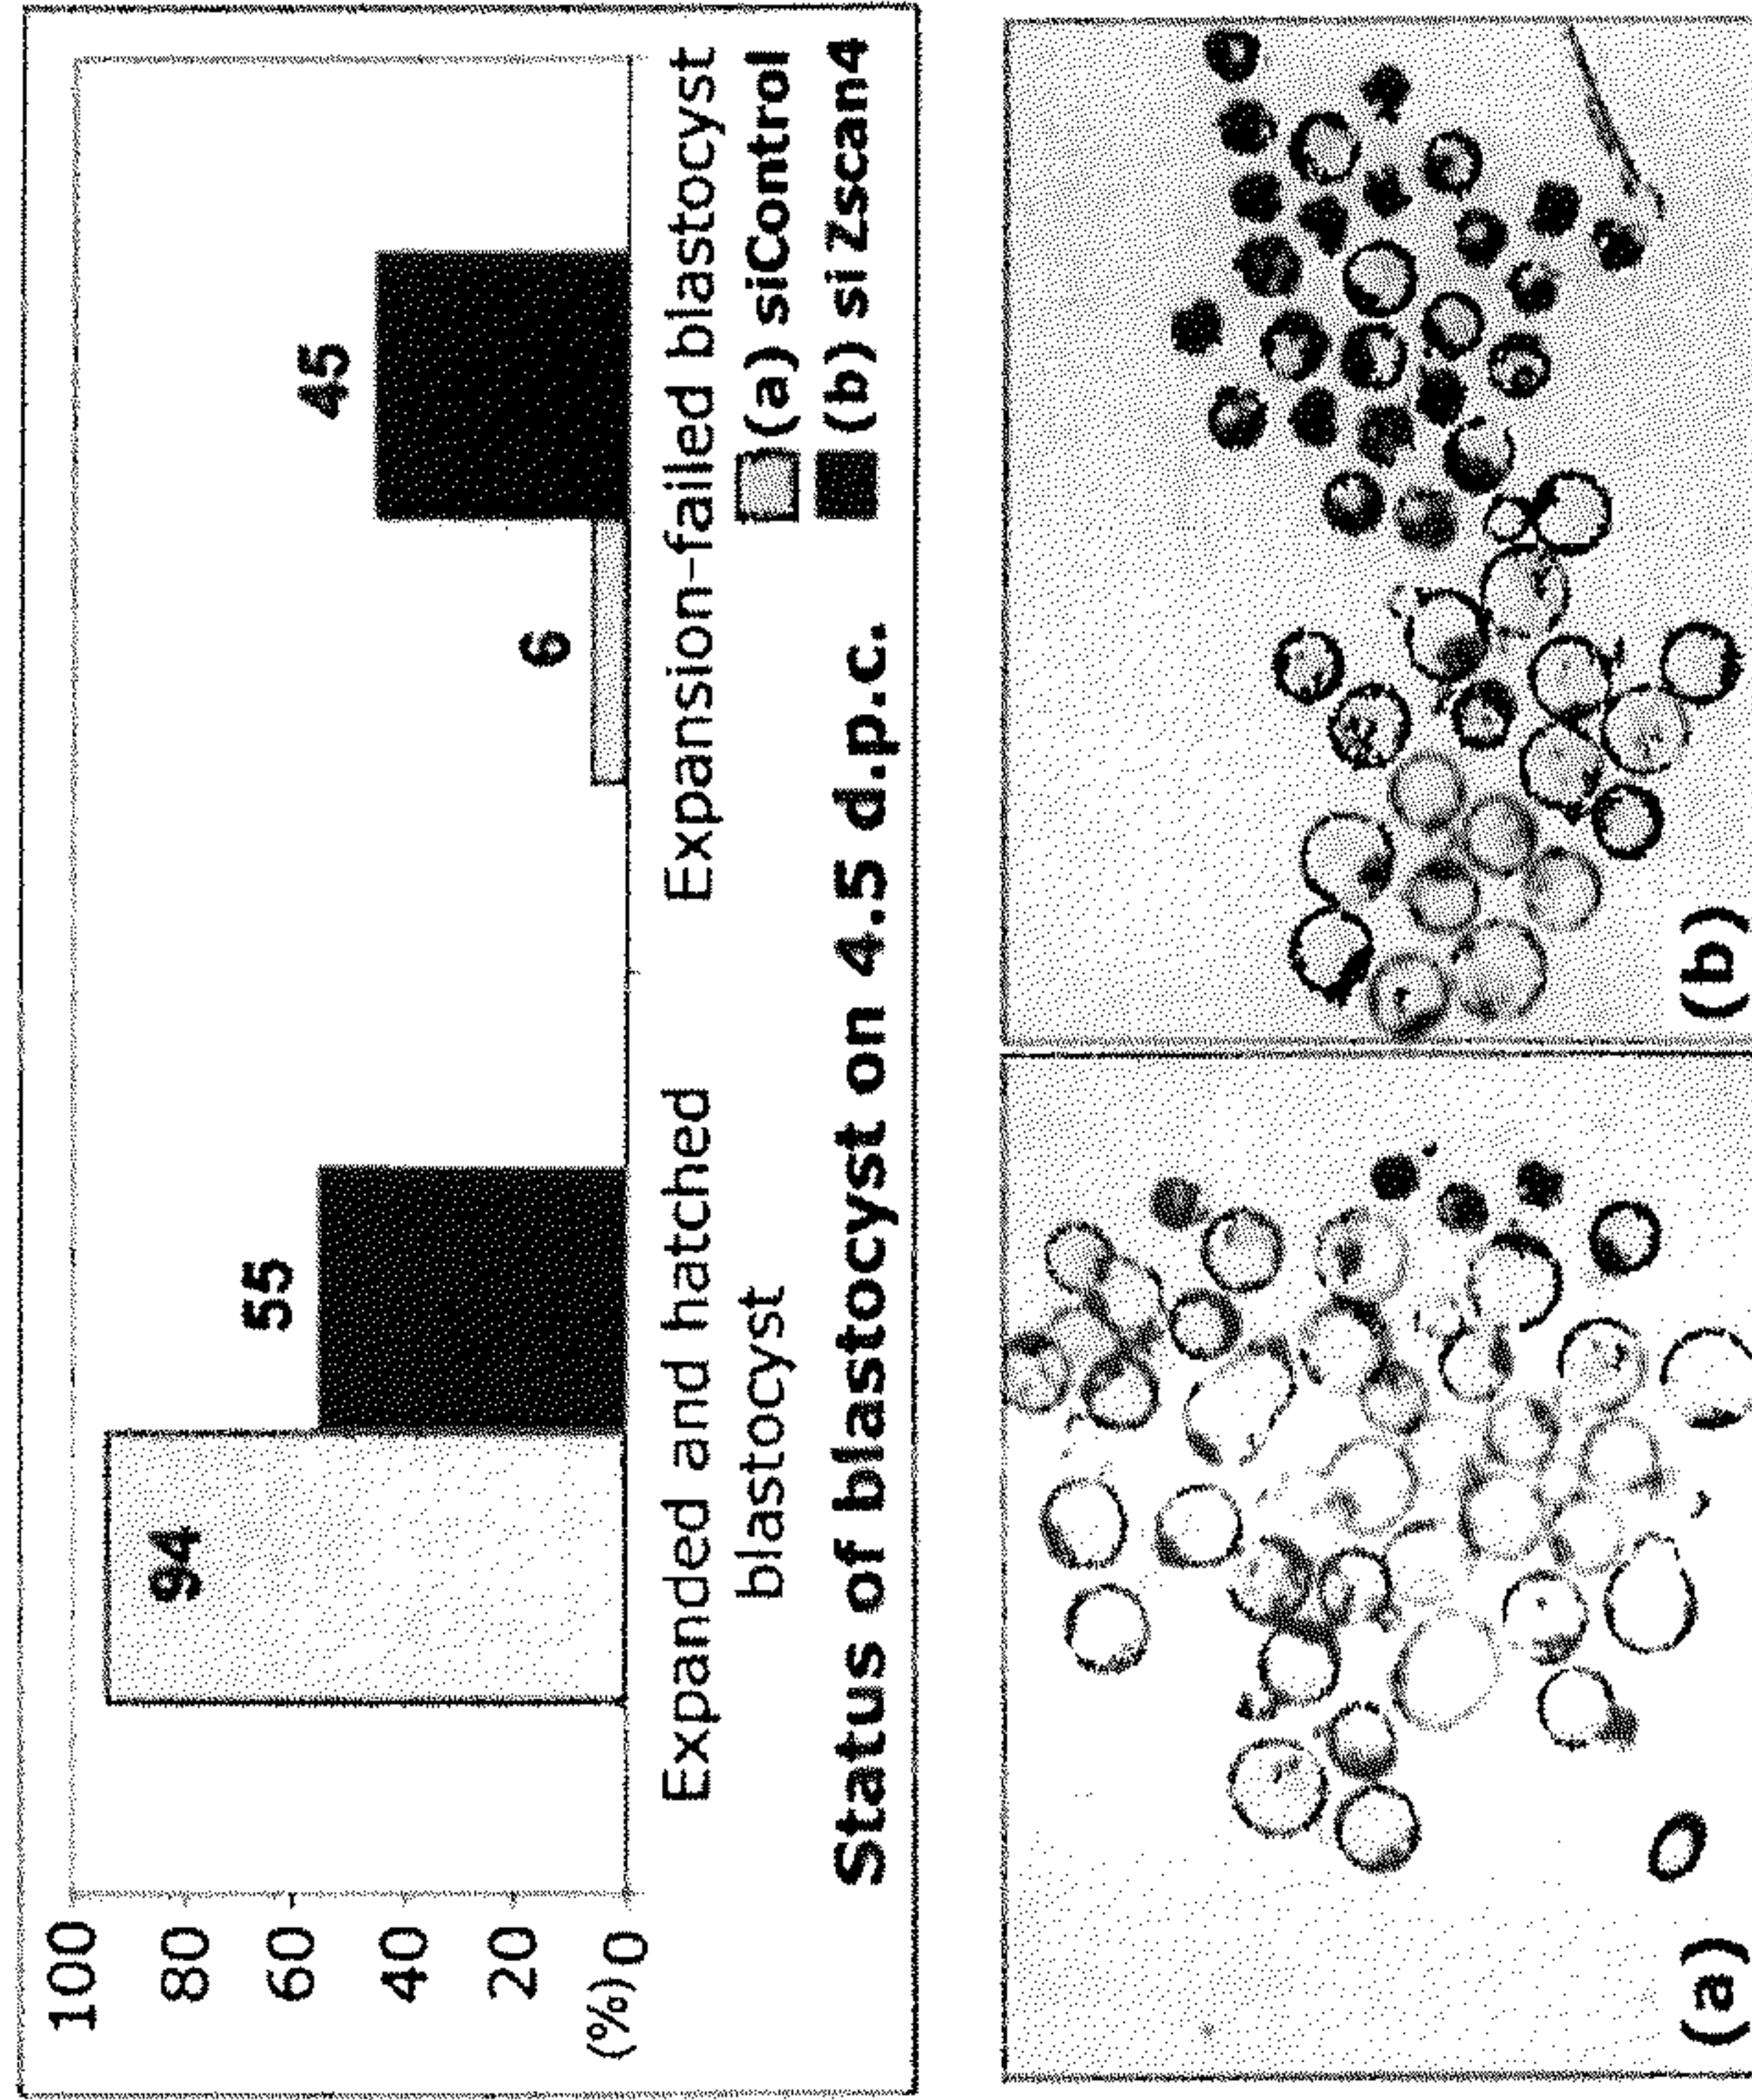 100
80
60
40
20
(%) 0
94
55
6
45
Expanded and hatched
blastocyst
Expansion-failed blastocyst
(a) siControl
(b) si Zscan4
Status of blastocyst on 4.5 d.p.c.
(a)
(b)